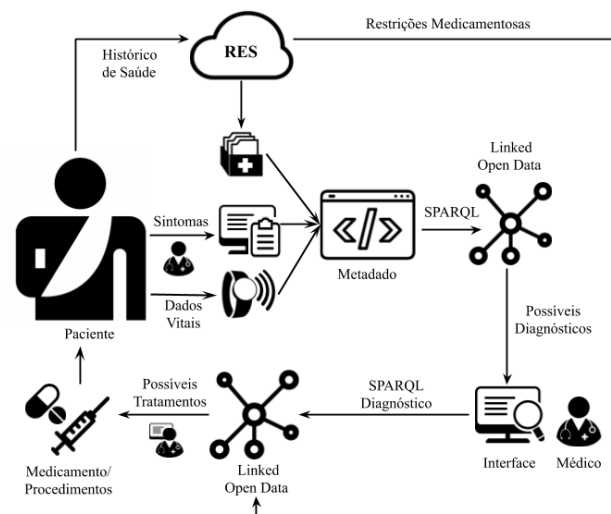 Restrições Medicamentosas
RES
Histórico
de Saúde
Linked
Open Data
Sintomas
SPARQL
Metadado
Dados
Vitais
Paciente
Possíveis
Diagnósticos
Possíveis
Tratamentos
SPARQL
Diagnóstico
Medicamento/
Procedimentos
Linked
Open Data
Interface
Médico